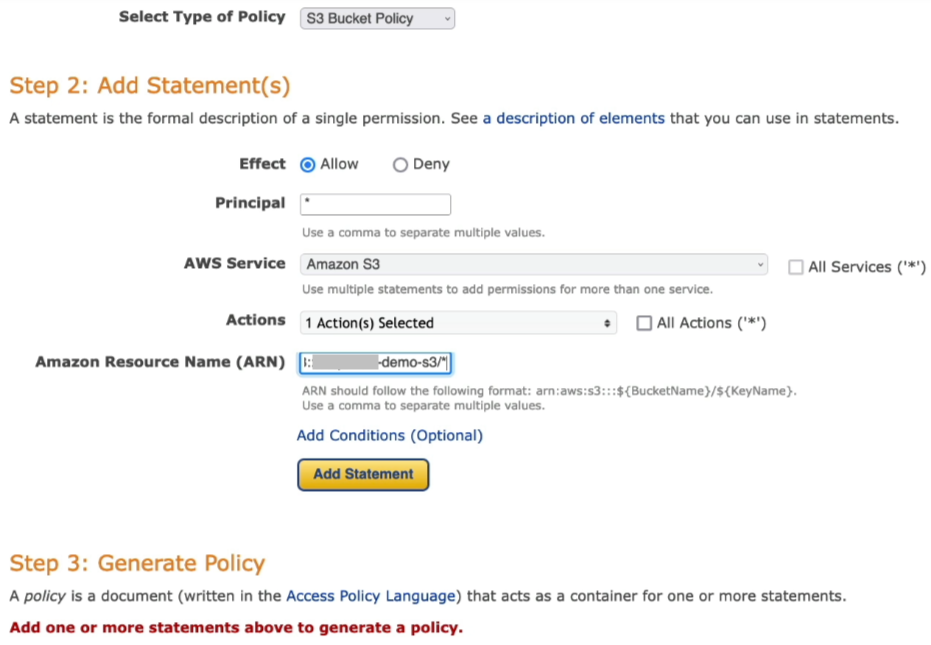 Select Type of Policy S3 Bucket Policy
Step 2: Add Statement(s)
A statement is the formal description of a single permission. See a description of elements that you can use in statements.
Effect Allow Deny
Principal *
Use a comma to separate multiple values.
AWS Service Amazon S3 All Services ('*')
Use multiple statements to add permissions for more than one service.
Actions 1 Action(s) Selected All Actions ('*')
Amazon Resource Name (ARN) -demo-s3/*
ARN should follow the following format: arn:aws:s3:::${BucketName}/${KeyName}.
Use a comma to separate multiple values.
Add Conditions (Optional)
Add Statement
Step 3: Generate Policy
A policy is a document (written in the Access Policy Language) that acts as a container for one or more statements.
Add one or more statements above to generate a policy.